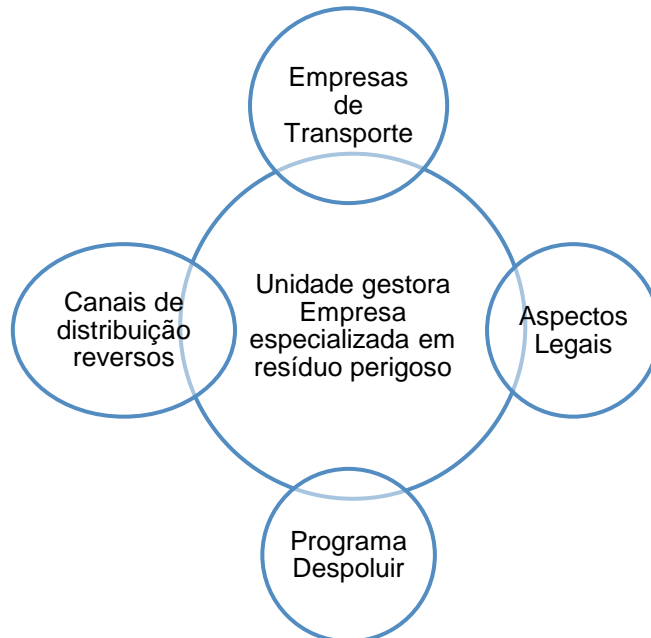 Empresas
de
Transporte
Canais de
distribuição
reversos
Unidade gestora
Empresa
especializada em
resíduo perigoso
Aspectos
Legais
Programa
Despoluir